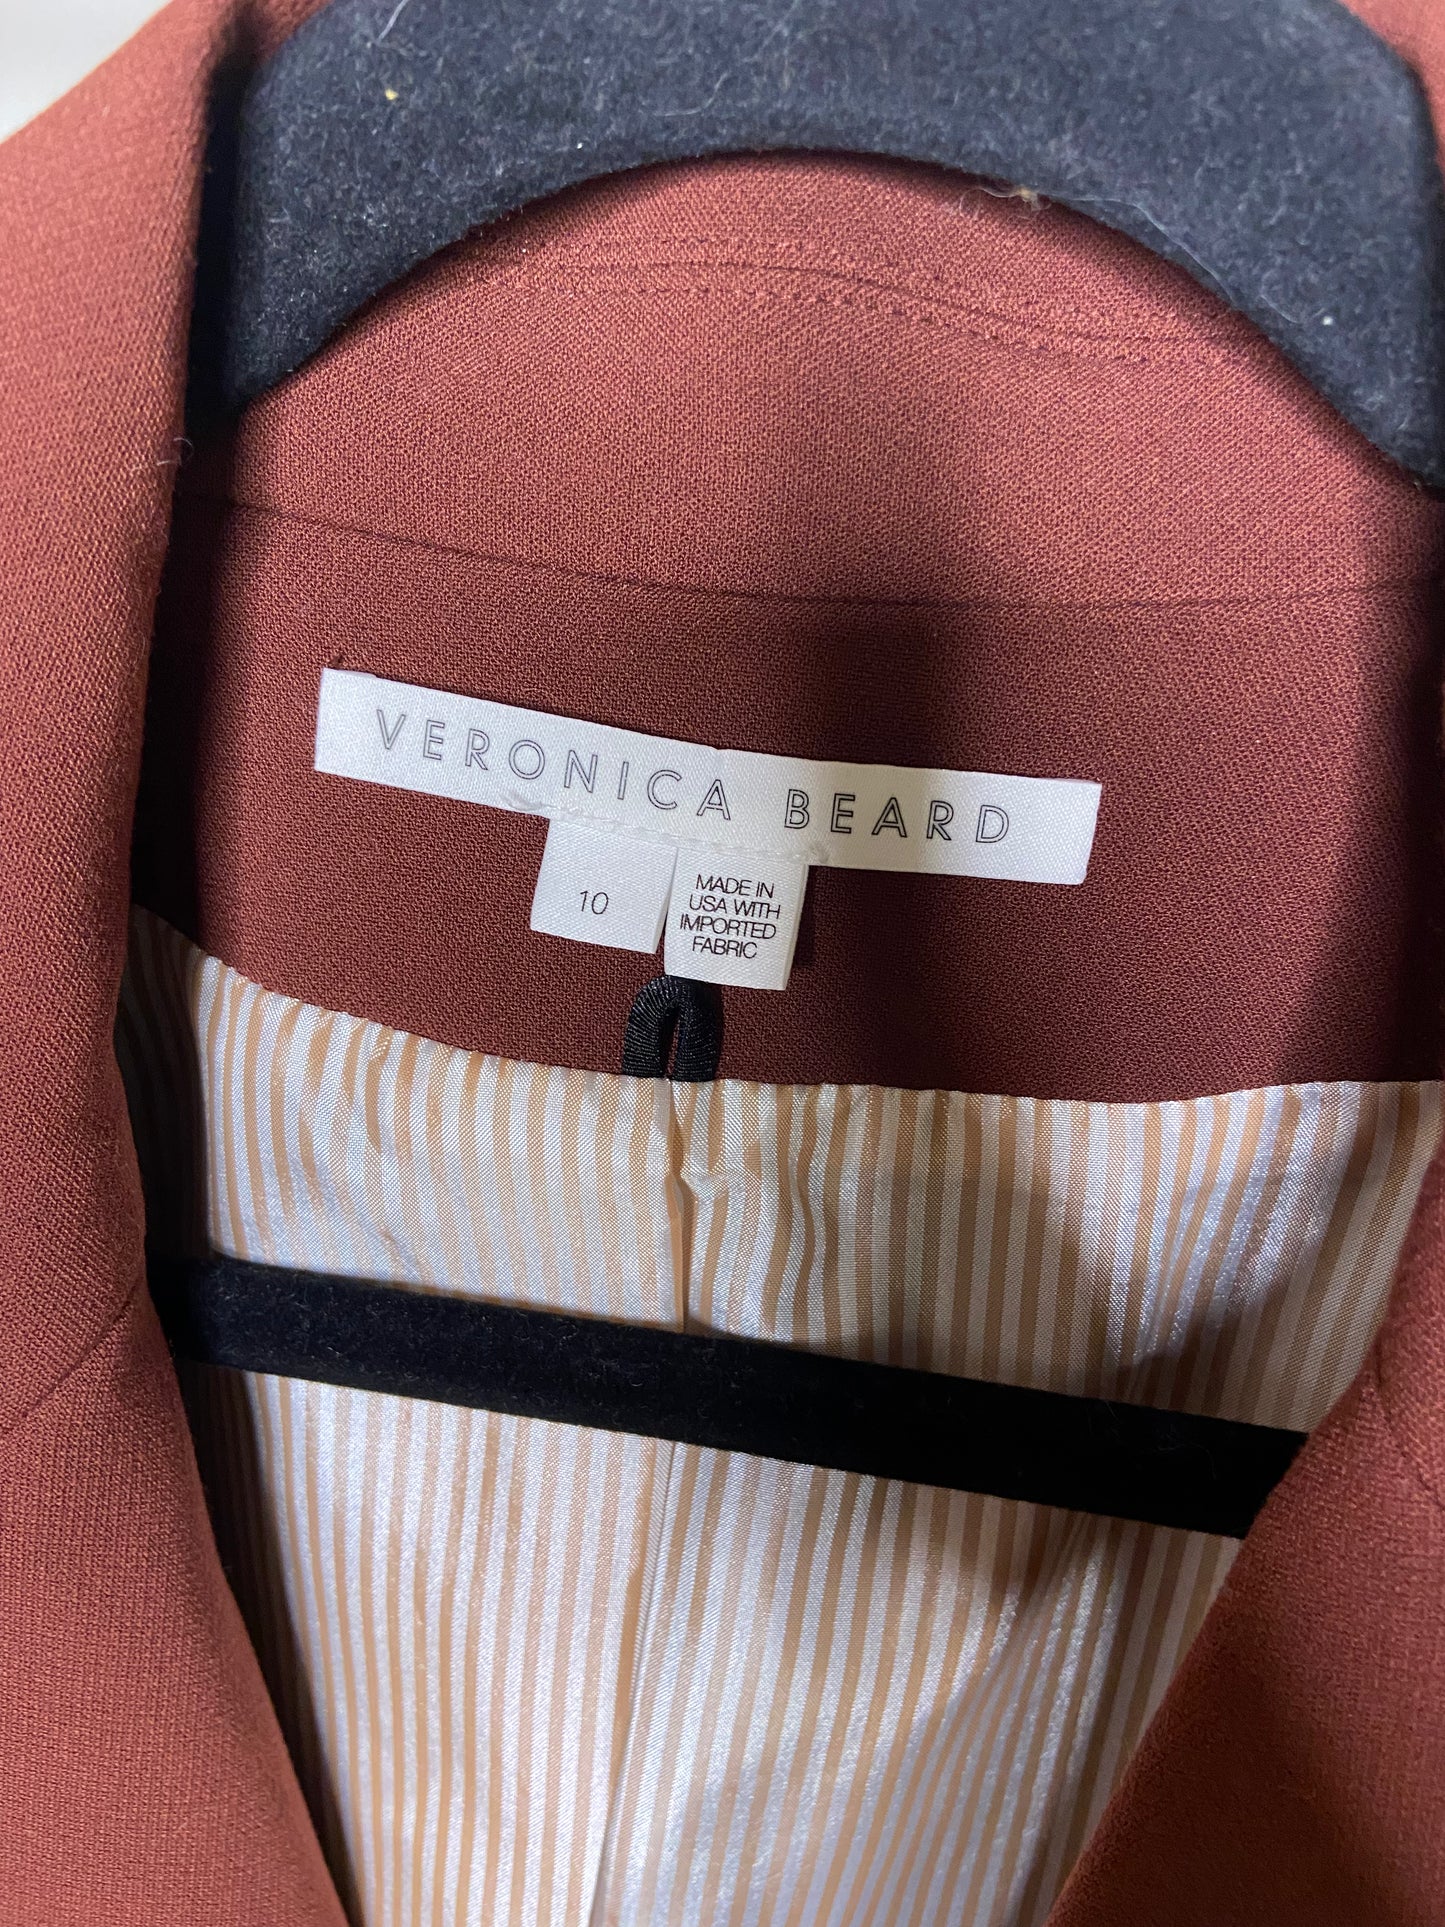 VERONICA BEARD
10
MADE IN
USA WITH
IMPORTED
FABRIC